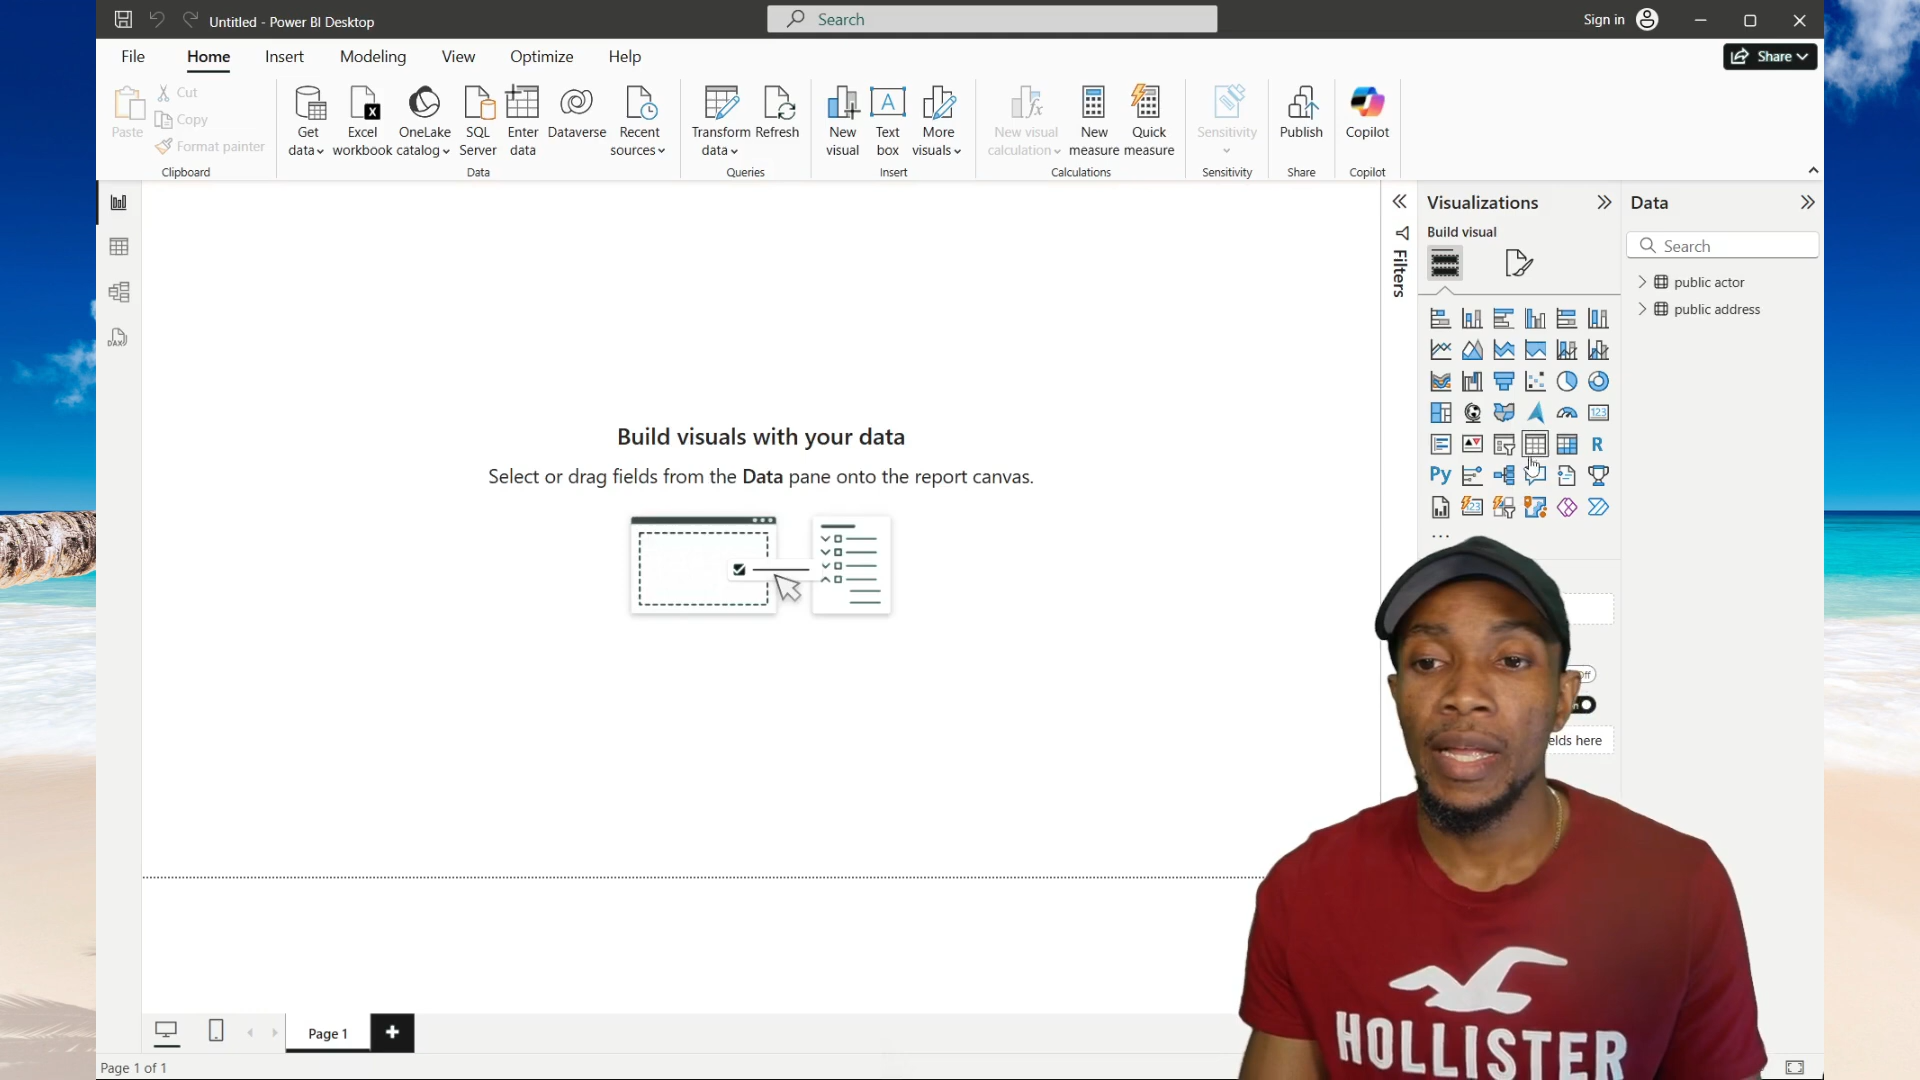 Untitled - Power BI Desktop
Search
Sign in
File
Home
Insert
Modeling
View
Optimize
Help
Share
Paste
Cut
Copy
Format painter
Clipboard
Get data
Excel workbook
OneLake catalog
SQL Server
Enter data
Dataverse
Recent sources
Data
Transform data
Refresh
Queries
New visual
Text box
More visuals
Insert
New visual calculation
New measure
Quick measure
Calculations
Sensitivity
Sensitivity
Publish
Share
Copilot
Copilot
Filters
Visualizations
Build visual
Data
Search
public actor
public address
123
R
Py
123
...
DAX
Build visuals with your data
Select or drag fields from the Data pane onto the report canvas.
Off
elds here
HOLLISTER
Page 1
Page 1 of 1